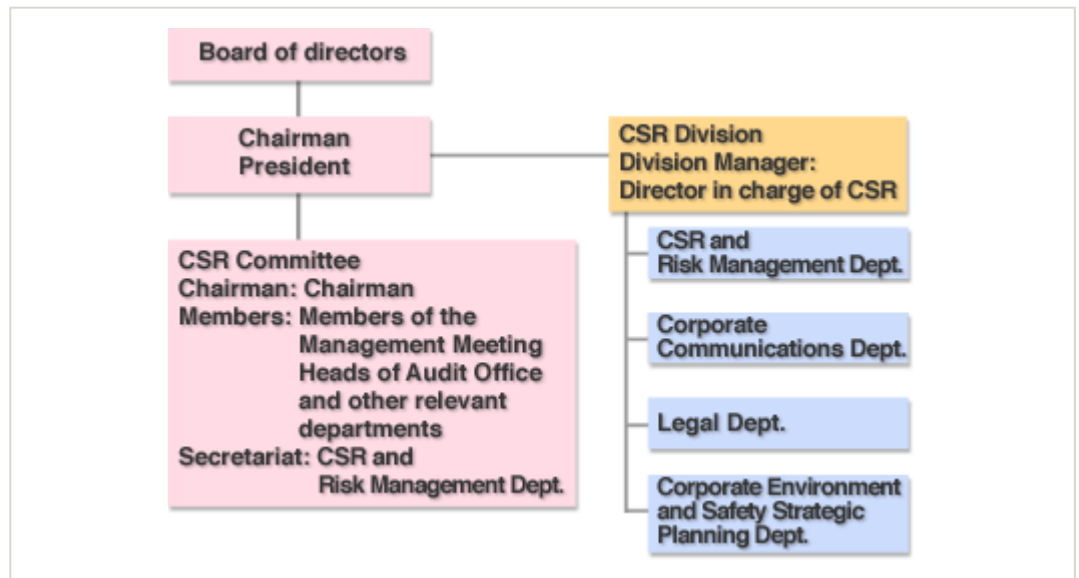 Board of directors
Chairman
President
CSR Division
Division Manager:
Director in charge of CSR
CSR Committee
Chairman: Chairman
Members: Members of the
Management Meeting
Heads of Audit Office
and other relevant
departments
Secretariat: CSR and
Risk Management Dept.
CSR and
Risk Management Dept.
Corporate
Communications Dept.
Legal Dept.
Corporate Environment
and Safety Strategic
Planning Dept.